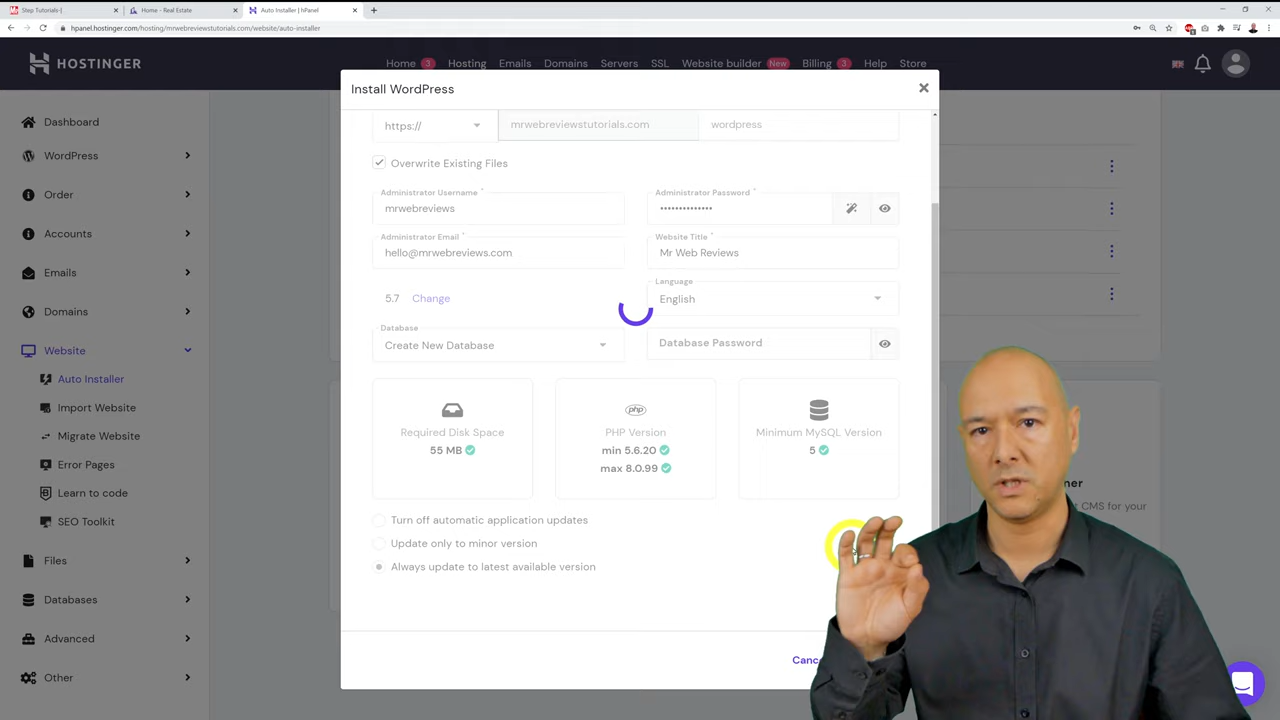 Step Tutorials (
Home - Real Estate
Auto Installer | hPanel
hpanel.hostinger.com/hosting/mrwebreviewstutorials.com/website/auto-installer
HOSTINGER
Home 3 Hosting Emails Domains Servers SSL Website builder New Billing 3 Help Store
Dashboard
WordPress
Order
Accounts
Emails
Domains
Website
Auto Installer
Import Website
Migrate Website
Error Pages
Learn to code
SEO Toolkit
Files
Databases
Advanced
Other
Install WordPress
https:// mrwebreviewstutorials.com wordpress
Overwrite Existing Files
Administrator Username * Administrator Password *
mrwebreviews ••••••••••••••
Administrator Email * Website Title *
hello@mrwebreviews.com Mr Web Reviews
Language
5.7 Change English
Database
Create New Database Database Password
Required Disk Space
55 MB
php
PHP Version
min 5.6.20
max 8.0.99
Minimum MySQL Version
5
Turn off automatic application updates
Update only to minor version
Always update to latest available version
CMS for your